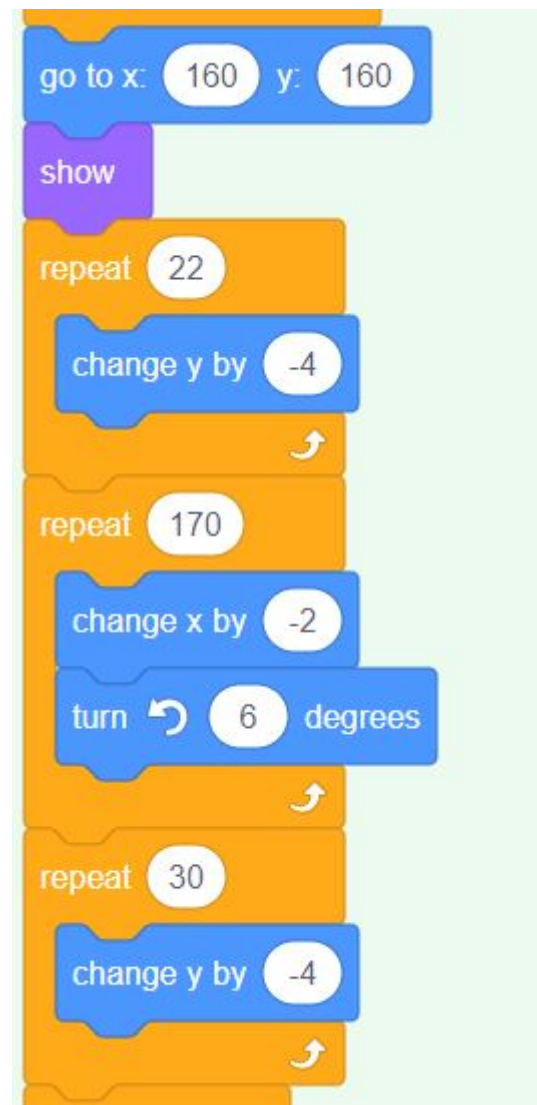 go to x: 160 y: 160
show
repeat 22
change y by -4
repeat 170
change x by -2
turn 6 degrees
repeat 30
change y by -4